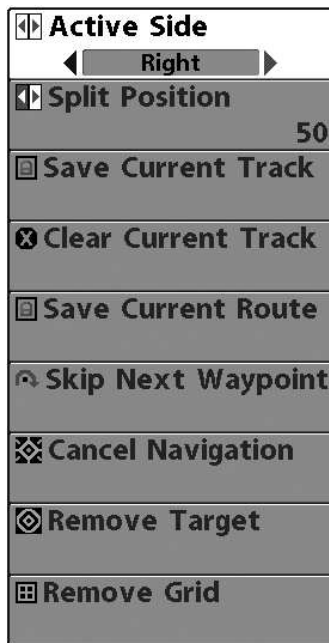 Active Side
Right
Split Position
50
Save Current Track
Clear Current Track
Save Current Route
Skip Next Waypoint
Cancel Navigation
Remove Target
Remove Grid